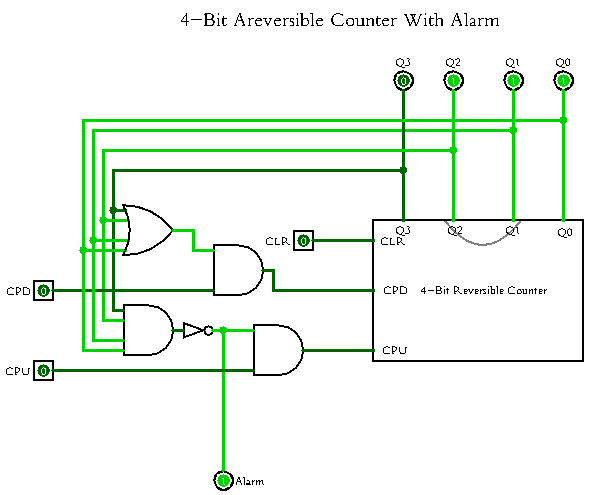 4-Bit Areversible Counter With Alarm
Q3 Q2 Q1 Q0
0 1 1 1
Q3 Q2 Q1 Q0
CLR 0 CLR
CPD 0 CPD 4-Bit Reversible Counter
CPU
CPU 0
1 Alarm